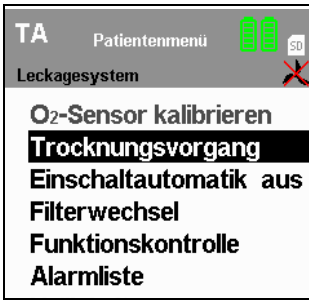 TA Patientenmenü SD
Leckagesystem
O2-Sensor kalibrieren
Trocknungsvorgang
Einschaltautomatik aus
Filterwechsel
Funktionskontrolle
Alarmliste